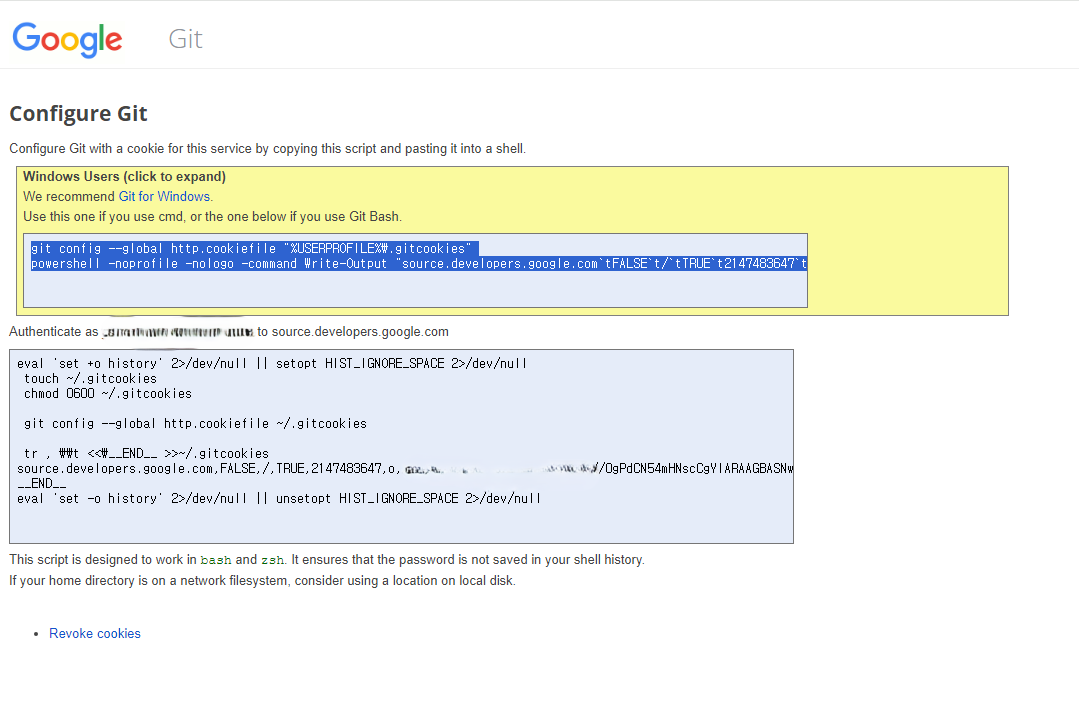 Google Git
Configure Git
Configure Git with a cookie for this service by copying this script and pasting it into a shell.
Windows Users (click to expand)
We recommend Git for Windows.
Use this one if you use cmd, or the one below if you use Git Bash.
git config --global http.cookiefile "%USERPROFILE%₩.gitcookies"
powershell -noprofile -nologo -command Write-Output "source.developers.google.com`tFALSE`t/`tTRUE`t2147483647`t
Authenticate as to source.developers.google.com
eval 'set +o history' 2>/dev/null || setopt HIST_IGNORE_SPACE 2>/dev/null
touch ~/.gitcookies
chmod 0600 ~/.gitcookies
git config --global http.cookiefile ~/.gitcookies
tr , ₩₩t <<₩__END__ >>~/.gitcookies
source.developers.google.com,FALSE,/,TRUE,2147483647,o, /0gPdCN54mHNscCgYIARAAGBASNw
__END__
eval 'set -o history' 2>/dev/null || unsetopt HIST_IGNORE_SPACE 2>/dev/null
This script is designed to work in bash and zsh. It ensures that the password is not saved in your shell history.
If your home directory is on a network filesystem, consider using a location on local disk.
• Revoke cookies